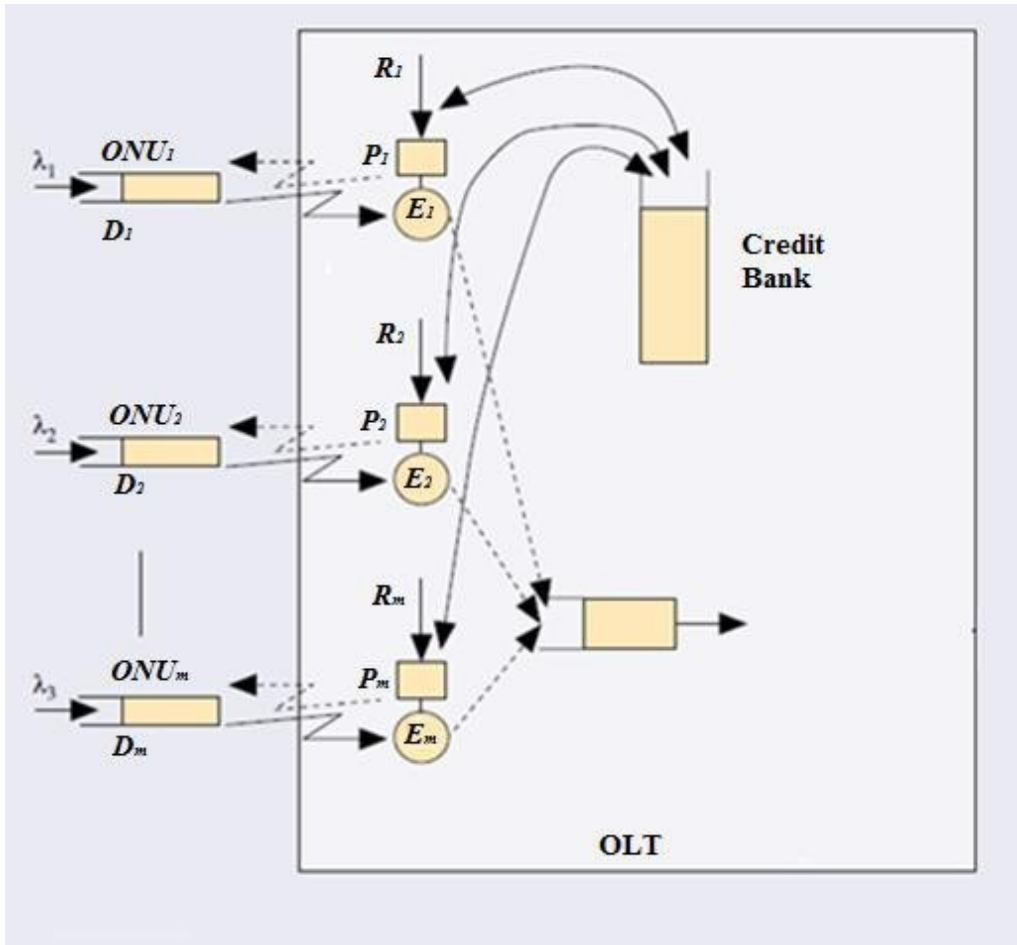 R₁
ONU₁
P₁
λ₁
E₁
D₁
Credit
Bank
R₂
ONU₂
P₂
λ₂
E₂
D₂
Rₘ
ONUₘ
Pₘ
λ₃
Eₘ
Dₘ
OLT